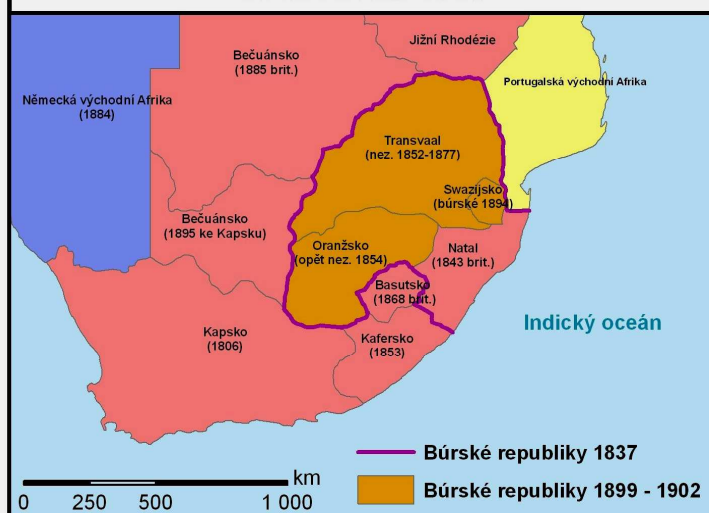 Jižní Rhodézie
Bečuánsko
(1885 brit.)
Portugalská východní Afrika
Německá východní Afrika
(1884)
Transvaal
(nez. 1852-1877)
Swazijsko
(búrské 1894)
Bečuánsko
(1895 ke Kapsku)
Oranžsko
(opět nez. 1854)
Natal
(1843 brit.)
Basutsko
(1868 brit.)
Kapsko
(1806)
Kafersko
(1853)
Indický oceán
Búrské republiky 1837
Búrské republiky 1899 - 1902
km
0 250 500 1 000